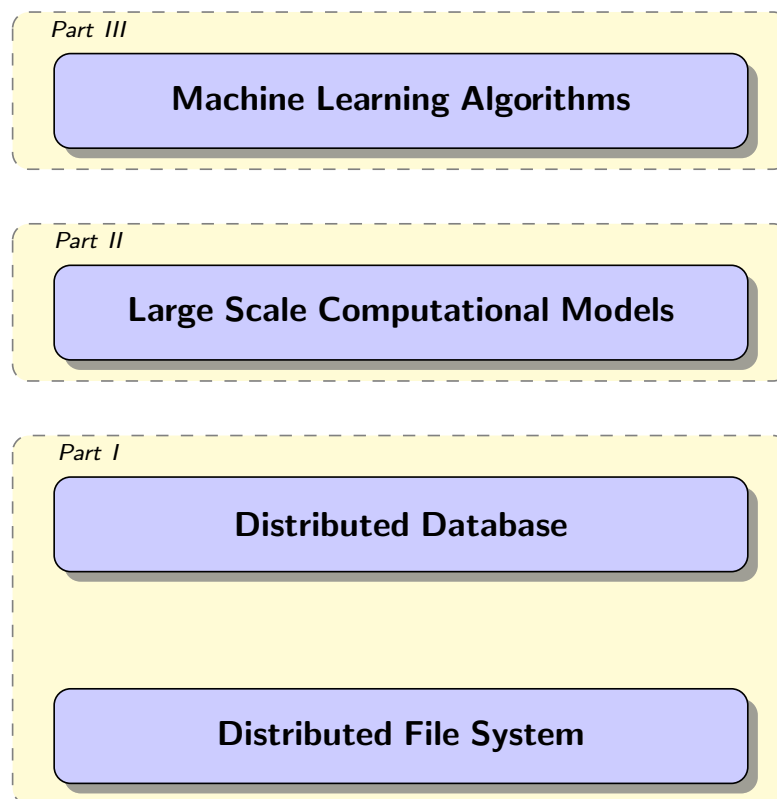 Part III
Machine Learning Algorithms
Part II
Large Scale Computational Models
Part I
Distributed Database
Distributed File System